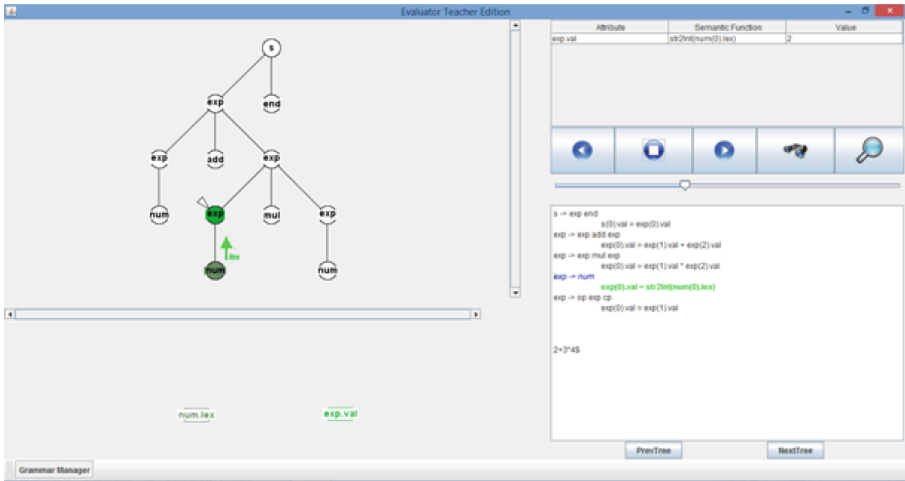 Evaluator Teacher Edition
s
exp end
exp add exp
num exp mul exp
lex
num num
num.lex exp.val
Grammar Manager
Attribute Semantic Function Value
exp.val str2Int(num(0).lex) 2
s -> exp end
s(0).val = exp(0).val
exp -> exp add exp
exp(0).val = exp(1).val + exp(2).val
exp -> exp mul exp
exp(0).val = exp(1).val * exp(2).val
exp -> num
exp(0).val = str2Int(num(0).lex)
exp -> op exp cp
exp(0).val = exp(1).val
2+3*4$
PrevTree NextTree